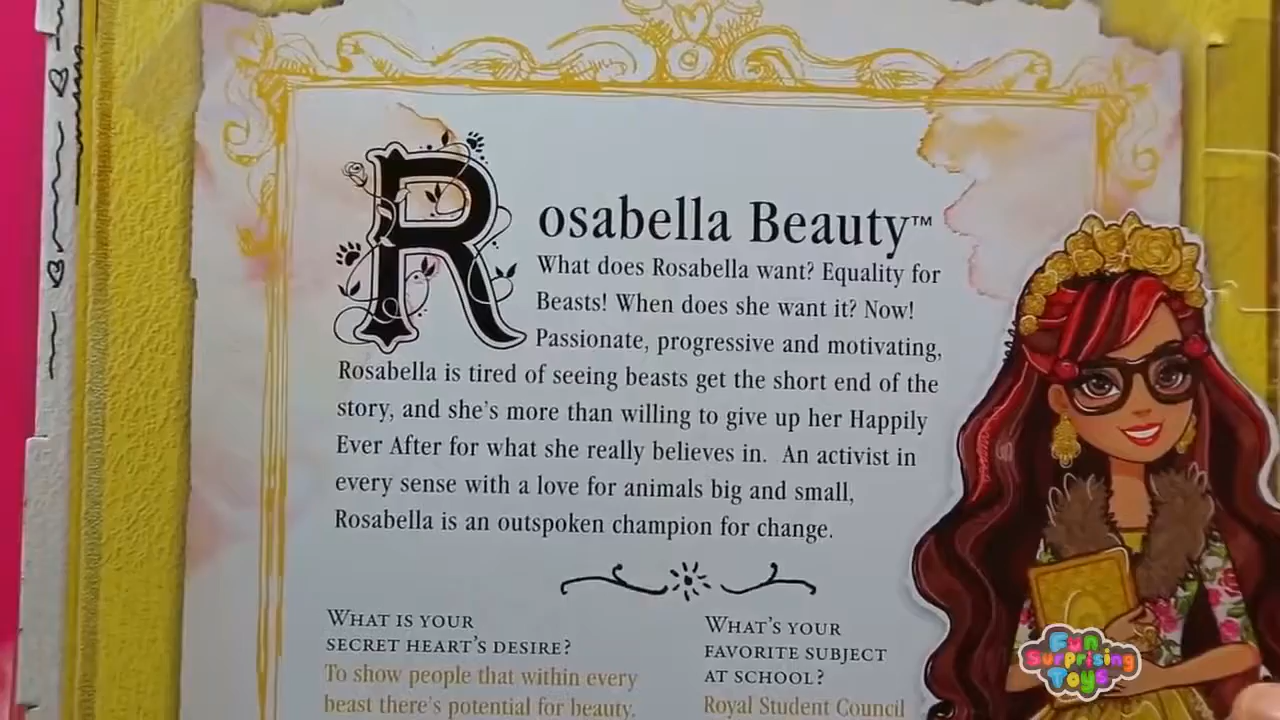 Rosabella Beauty™
What does Rosabella want? Equality for
Beasts! When does she want it? Now!
Passionate, progressive and motivating,
Rosabella is tired of seeing beasts get the short end of the
story, and she's more than willing to give up her Happily
Ever After for what she really believes in. An activist in
every sense with a love for animals big and small,
Rosabella is an outspoken champion for change.
WHAT IS YOUR
SECRET HEART'S DESIRE?
To show people that within every
beast there's potential for beauty.
WHAT'S YOUR
FAVORITE SUBJECT
AT SCHOOL?
Royal Student Council
Fun
Surprising
Toys